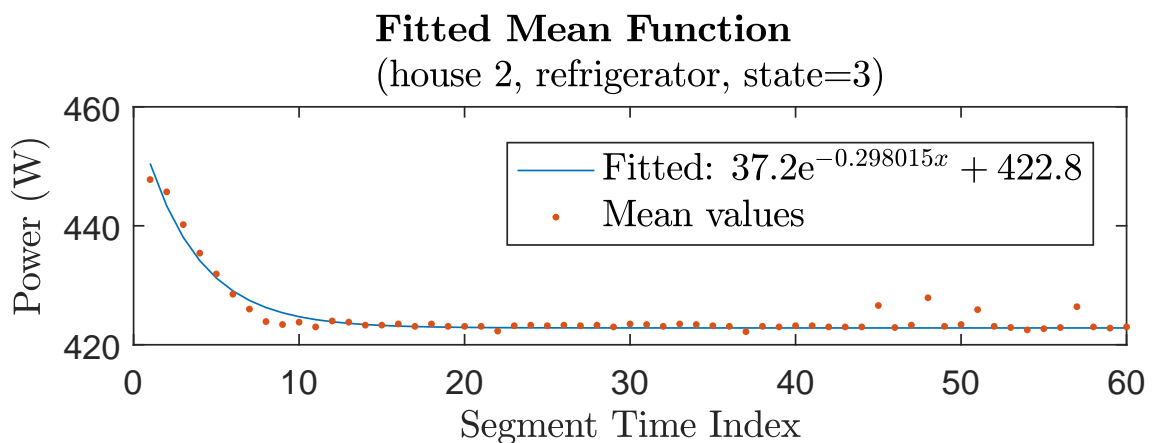 Fitted Mean Function
(house 2, refrigerator, state=3)
460
440
420
Power (W)
Fitted: 37.2e^{-0.298015x} + 422.8
Mean values
0 10 20 30 40 50 60
Segment Time Index